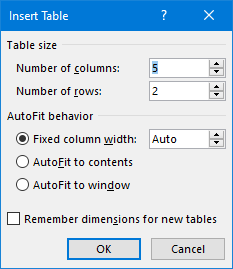 Insert Table ? ×
Table size
Number of columns: 5
Number of rows: 2
AutoFit behavior
Fixed column width: Auto
AutoFit to contents
AutoFit to window
Remember dimensions for new tables
OK Cancel